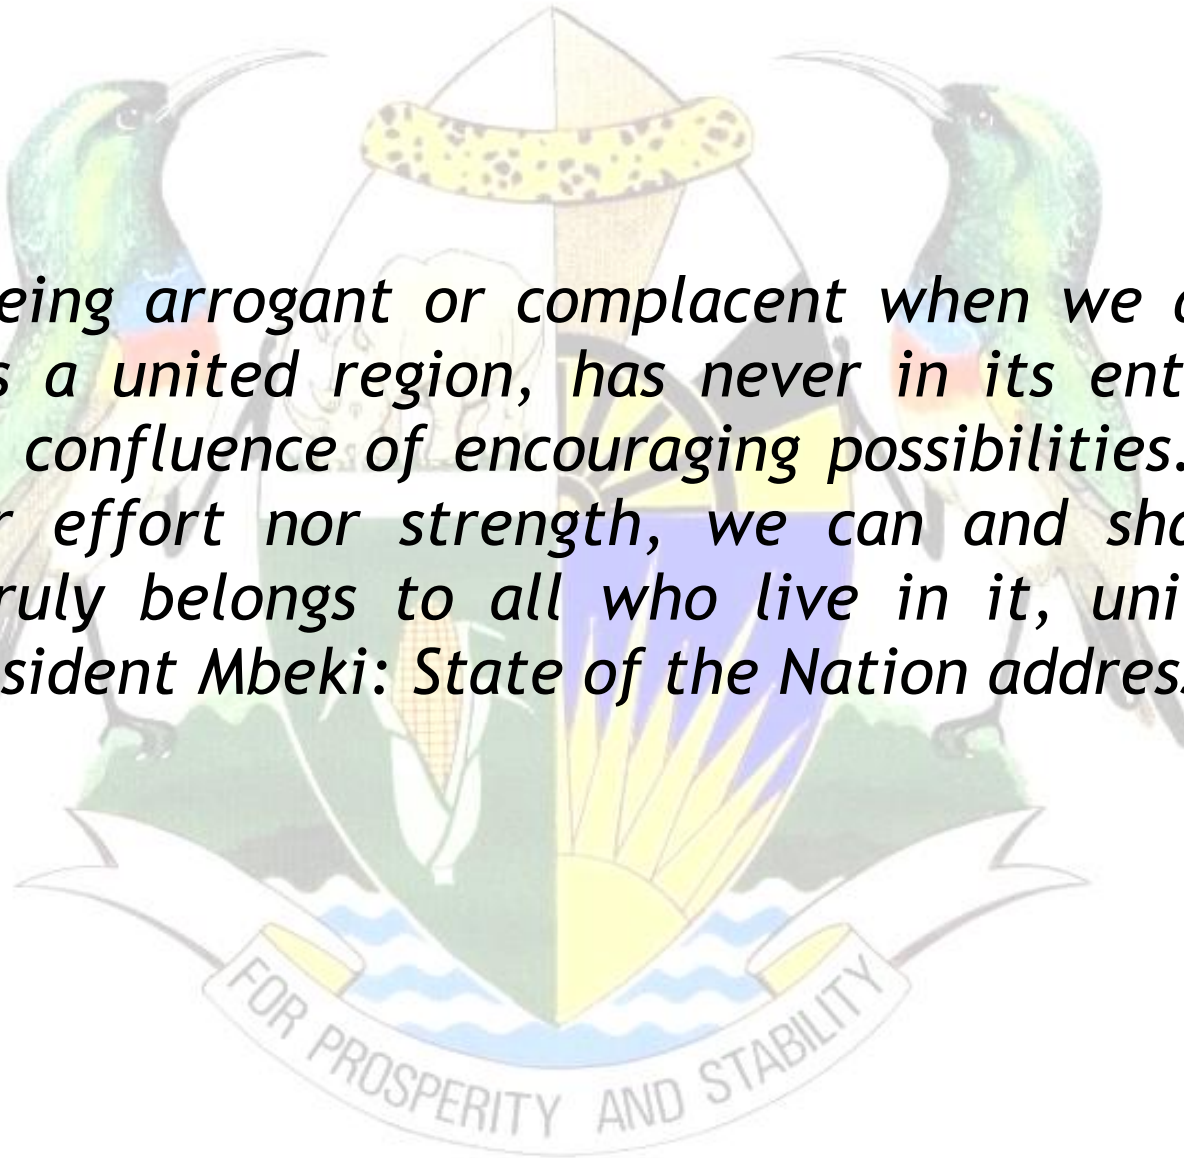 eing arrogant or complacent when we
s a united region, has never in its ent
confluence of encouraging possibilities.
r effort nor strength, we can and sho
ruly belongs to all who live in it, uni
sident Mbeki: State of the Nation address
FOR PROSPERITY AND STABILITY